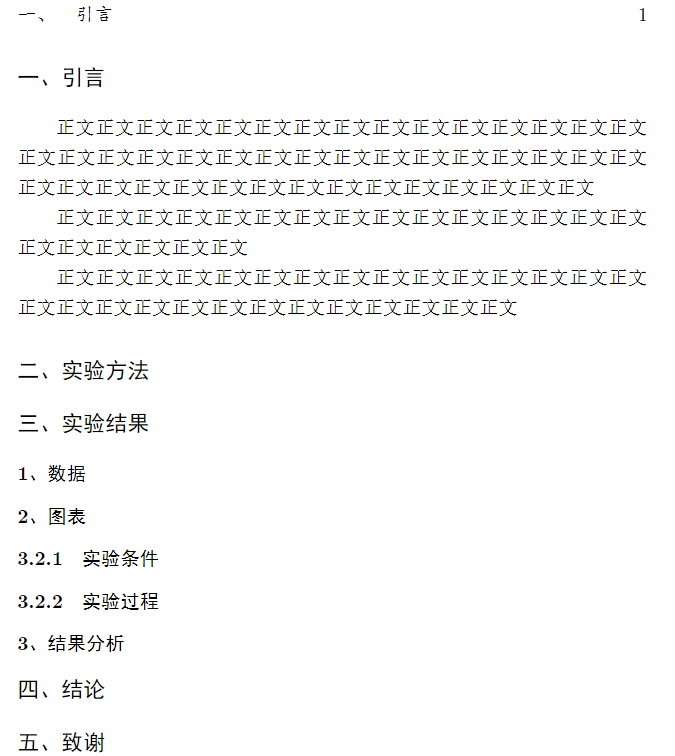 一、 引言 1
一、引言
正文正文正文正文正文正文正文正文正文正文正文正文正文正文正文
正文正文正文正文正文正文正文正文正文正文正文正文正文正文正文正文
正文正文正文正文正文正文正文正文正文正文正文正文正文正文正文
正文正文正文正文正文正文正文正文正文正文正文正文正文正文正文
正文正文正文正文正文正文
正文正文正文正文正文正文正文正文正文正文正文正文正文正文正文
正文正文正文正文正文正文正文正文正文正文正文正文正文
二、实验方法
三、实验结果
1、数据
2、图表
3.2.1 实验条件
3.2.2 实验过程
3、结果分析
四、结论
五、致谢